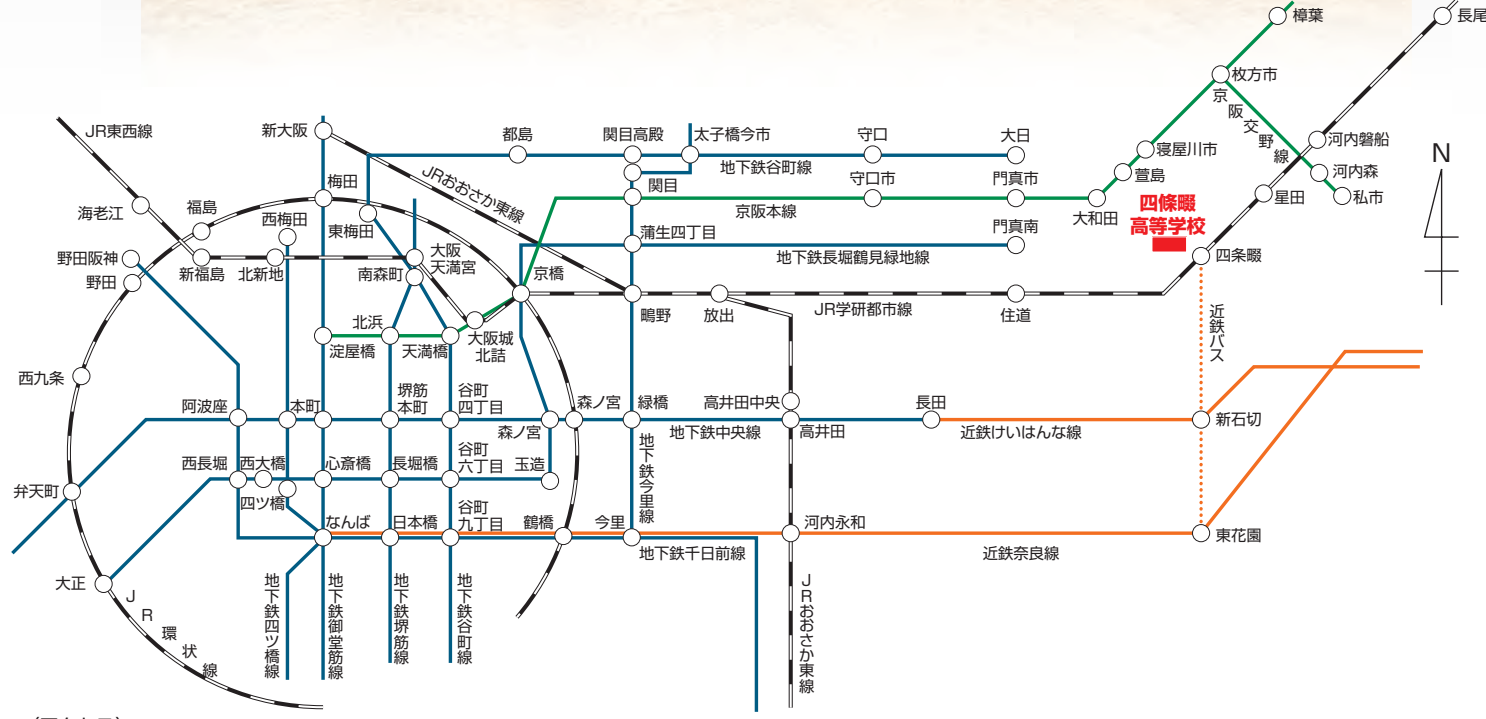 樟葉
長尾
枚方市
京阪交野線
JR東西線
新大阪
都島
関目高殿
太子橋今市
守口
大日
河内磐船
寝屋川市
地下鉄谷町線
N
JRおおさか東線
関目
守口市
門真市
萱島
河内森
梅田
四條畷
高等学校
星田
私市
海老江
福島
西梅田
京阪本線
大和田
東梅田
蒲生四丁目
門真南
野田阪神
大阪
天満宮
地下鉄長堀鶴見緑地線
四条畷
新福島
北新地
南森町
京橋
野田
鴫野
放出
JR学研都市線
住道
近鉄バス
北浜
淀屋橋
天満橋
大阪城
北詰
西九条
阿波座
本町
堺筋
本町
谷町
四丁目
森ノ宮
森ノ宮
緑橋
高井田中央
長田
地下鉄中央線
高井田
近鉄けいはんな線
新石切
地下鉄今里線
西長堀
西大橋
心斎橋
長堀橋
谷町
六丁目
玉造
弁天町
四ツ橋
なんば
日本橋
谷町
九丁目
鶴橋
今里
河内永和
東花園
地下鉄千日前線
近鉄奈良線
大正
JR環状線
地下鉄四ツ橋線
地下鉄御堂筋線
地下鉄堺筋線
地下鉄谷町線
JRおおさか東線